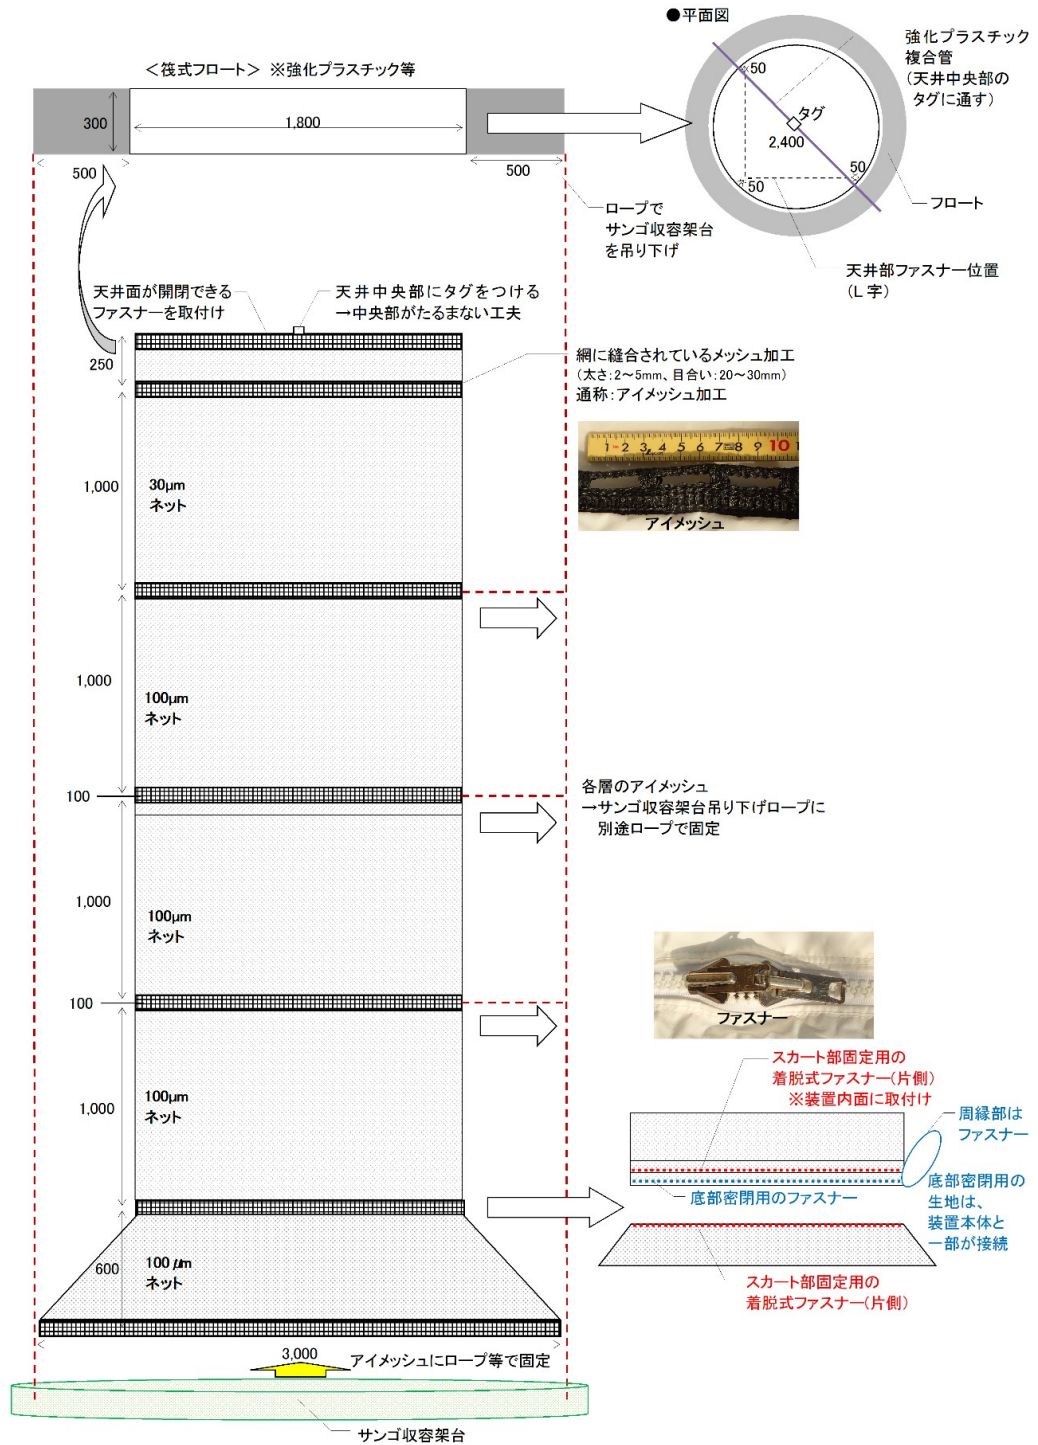 ●平面図
＜筏式フロート＞ ※強化プラスチック等
強化プラスチック
複合管
（天井中央部の
タグに通す）
※50
タグ
2,400
50
※
※50
フロート
天井部ファスナー位置
（Ｌ字）
300
1,800
500
500
ロープで
サンゴ収容架台
を吊り下げ
天井面が開閉できる
ファスナーを取付け
天井中央部にタグをつける
→中央部がたるまない工夫
250
網に縫合されているメッシュ加工
（太さ：2～5mm、目合い：20～30mm）
通称：アイメッシュ加工
1 2 3 4 5 6 7 8 9 10
アイメッシュ
1,000
30μm
ネット
1,000
100μm
ネット
100
各層のアイメッシュ
→サンゴ収容架台吊り下げロープに
別途ロープで固定
1,000
100μm
ネット
100
ファスナー
1,000
100μm
ネット
スカート部固定用の
着脱式ファスナー（片側）
※装置内面に取付け
周縁部は
ファスナー
底部密閉用のファスナー
底部密閉用の
生地は、
装置本体と
一部が接続
600
100μm
ネット
スカート部固定用の
着脱式ファスナー（片側）
3,000
アイメッシュにロープ等で固定
サンゴ収容架台